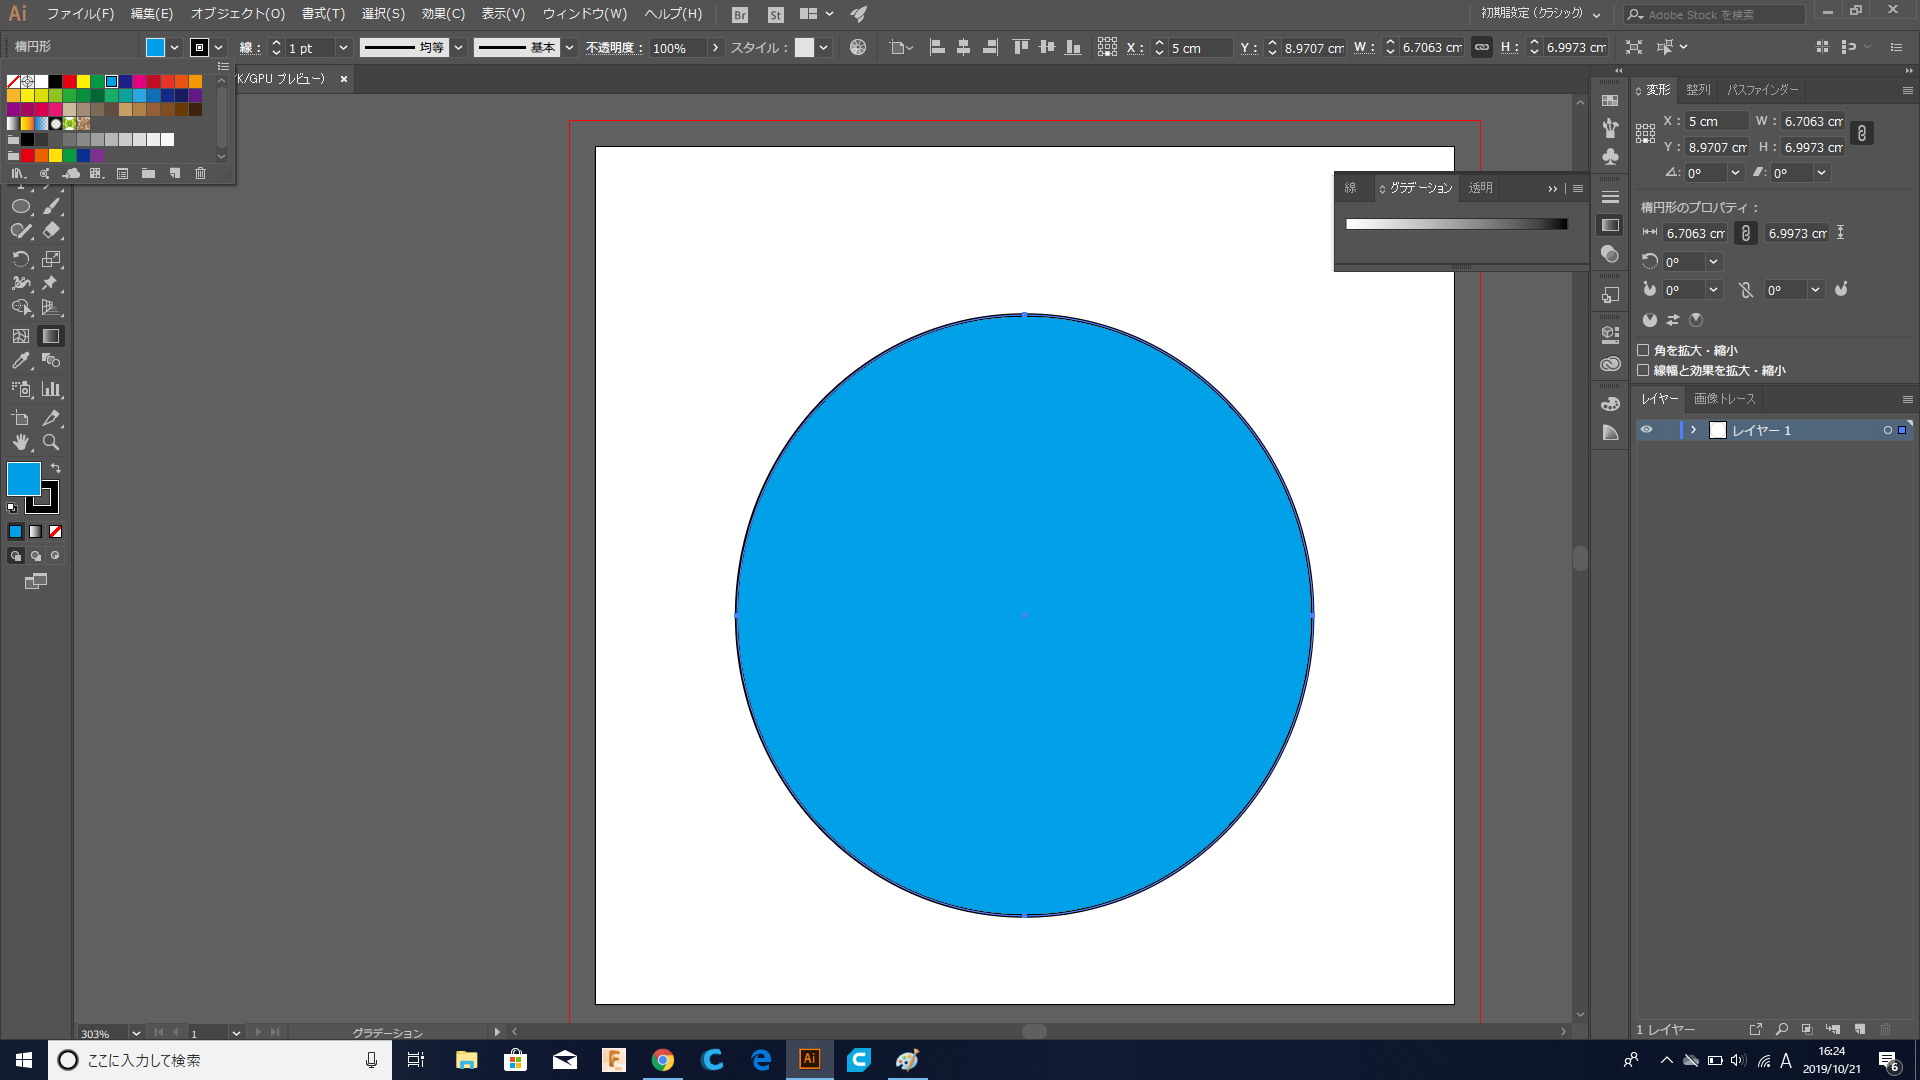 Ai ファイル(F) 編集(E) オブジェクト(O) 書式(T) 選択(S) 効果(C) 表示(V) ウィンドウ(W) ヘルプ(H) Br St 初期設定 (クラシック) Adobe Stock を検索
楕円形 線 : 1 pt 均等 基本 不透明度 : 100% スタイル : X : 5 cm Y : 8.9707 cm W : 6.7063 cm H : 6.9973 cm
YK/GPU プレビュー) ×
変形 整列 パスファインダー
X : 5 cm W : 6.7063 cm
Y : 8.9707 cm H : 6.9973 cm
0° 0°
線 グラデーション 透明
楕円形のプロパティ :
6.7063 cm 6.9973 cm
0°
0° 0°
角を拡大・縮小
線幅と効果を拡大・縮小
レイヤー 画像トレース
レイヤー 1
303% 1 グラデーション 1 レイヤー
ここに入力して検索
Ai
A 16:24
2019/10/21
6